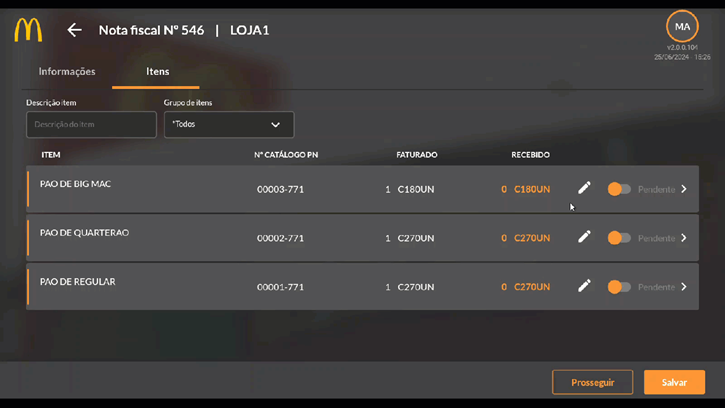 Nota fiscal Nº 546 | LOJA1
MA
v2.0.0.104
25/06/2024 - 18:26
Informações Itens
Descrição item Grupo de itens
Descrição do item *Todos
ITEM Nº CATÁLOGO PN FATURADO RECEBIDO
PAO DE BIG MAC 00003-771 1 C180UN 0 C180UN Pendente
PAO DE QUARTERAO 00002-771 1 C270UN 0 C270UN Pendente
PAO DE REGULAR 00001-771 1 C270UN 0 C270UN Pendente
Prosseguir Salvar